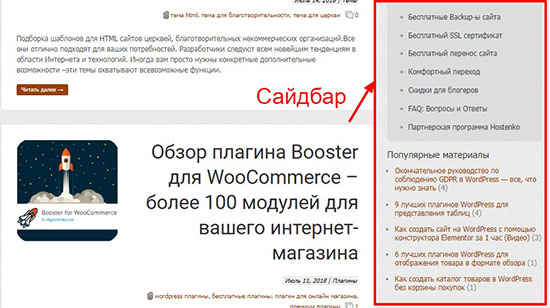 Июль 14, 2018 | Темы
тема html, тема для благотворительности, тема для церкви (0)
Подборка шаблонов для HTML сайтов церквей, благотворительных некоммерческих организаций.Все
они отлично подходят для ваших потребностей. Разработчики следуют всем новейшим тенденциям в
области Интернета и технологий. Иногда вам просто нужны конкретные дополнительные
возможности –эти темы охватывают всевозможные функции.
Читать далее →
Сайдбар
Booster for WooCommerce
by Algoritmika Ltd.
Обзор плагина Booster
для WooCommerce –
более 100 модулей для
вашего интернет-
магазина
Июль 11, 2018 | Плагины
wordpress плагины, бесплатные плагины, плагин для онлайн магазина,
премиум плагины (1)
Бесплатные Backup-ы сайта
Бесплатный SSL сертификат
Бесплатный перенос сайта
Комфортный переход
Скидки для блогеров
FAQ: Вопросы и Ответы
Партнерская программа Hostenko
Популярные материалы
Окончательное руководство по
соблюдению GDPR в WordPress — все, что
нужно знать (4)
9 лучших плагинов WordPress для
представления таблиц (4)
Как создать сайт на WordPress с помощью
конструктора Elementor за 1 час (Видео) (3)
6 лучших плагинов WordPress для
отображения товара в формате обзора (1)
Как создать каталог товаров в WordPress
без корзины покупок (1)